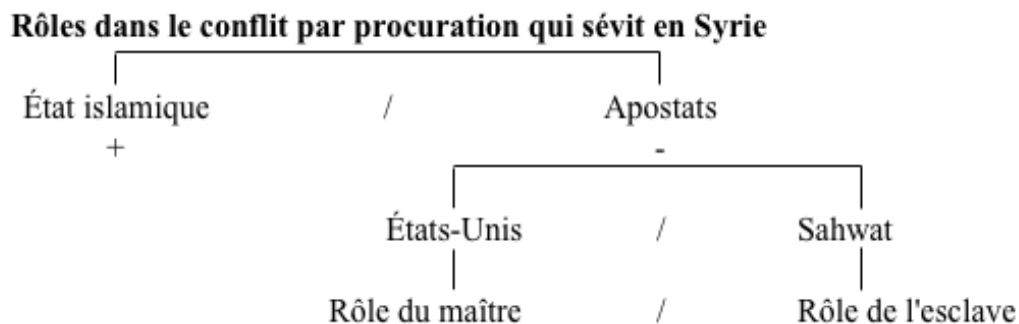 Rôles dans le conflit par procuration qui sévit en Syrie
État islamique / Apostats
+ -
États-Unis / Sahwat
Rôle du maître / Rôle de l'esclave